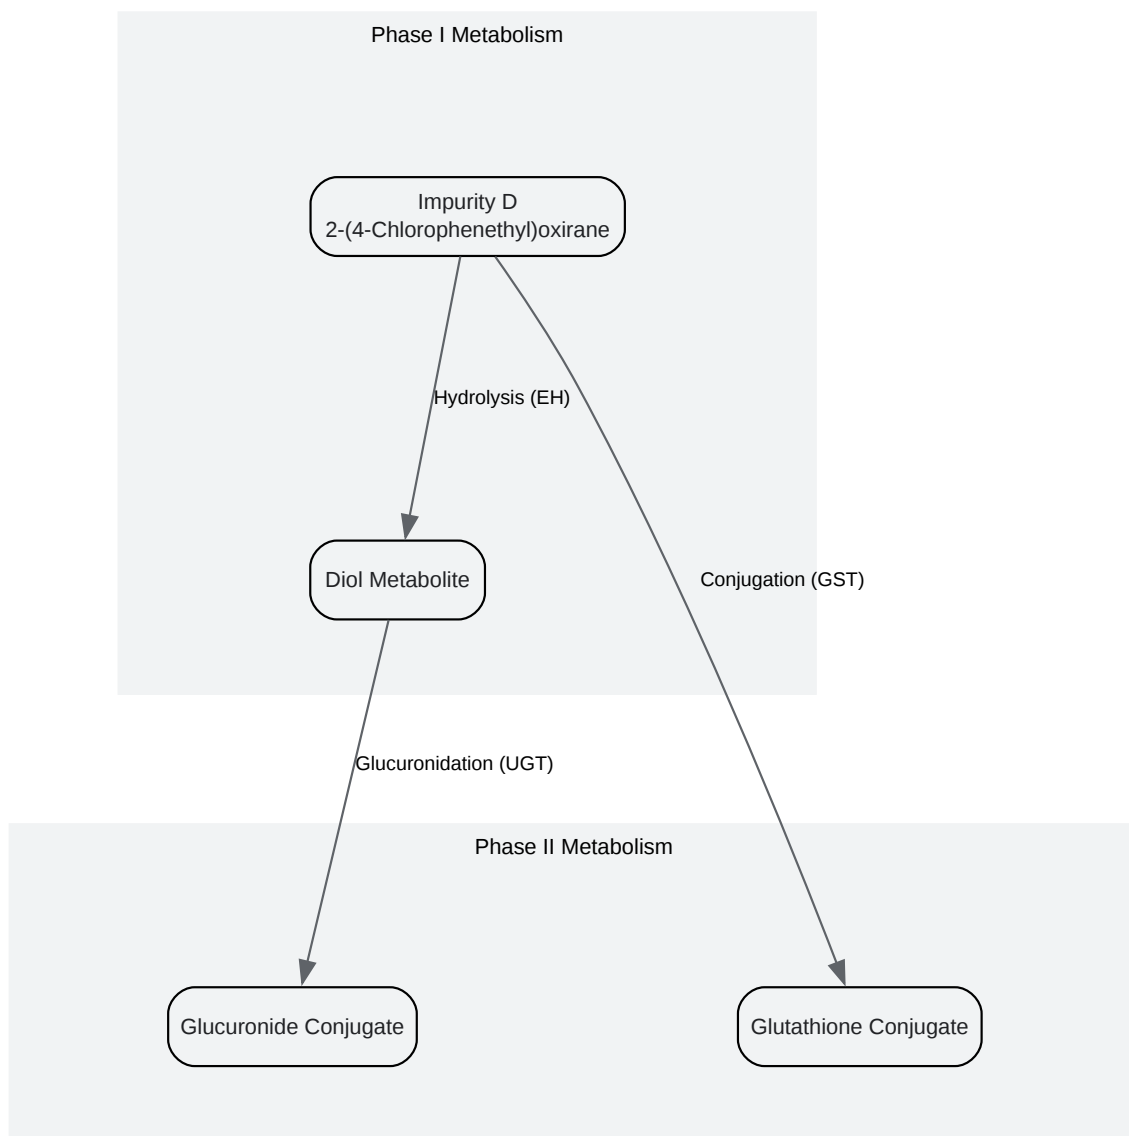 Phase I Metabolism
Impurity D
2-(4-Chlorophenethyl)oxirane
Hydrolysis (EH)
Diol Metabolite
Conjugation (GST)
Glucuronidation (UGT)
Phase II Metabolism
Glucuronide Conjugate
Glutathione Conjugate